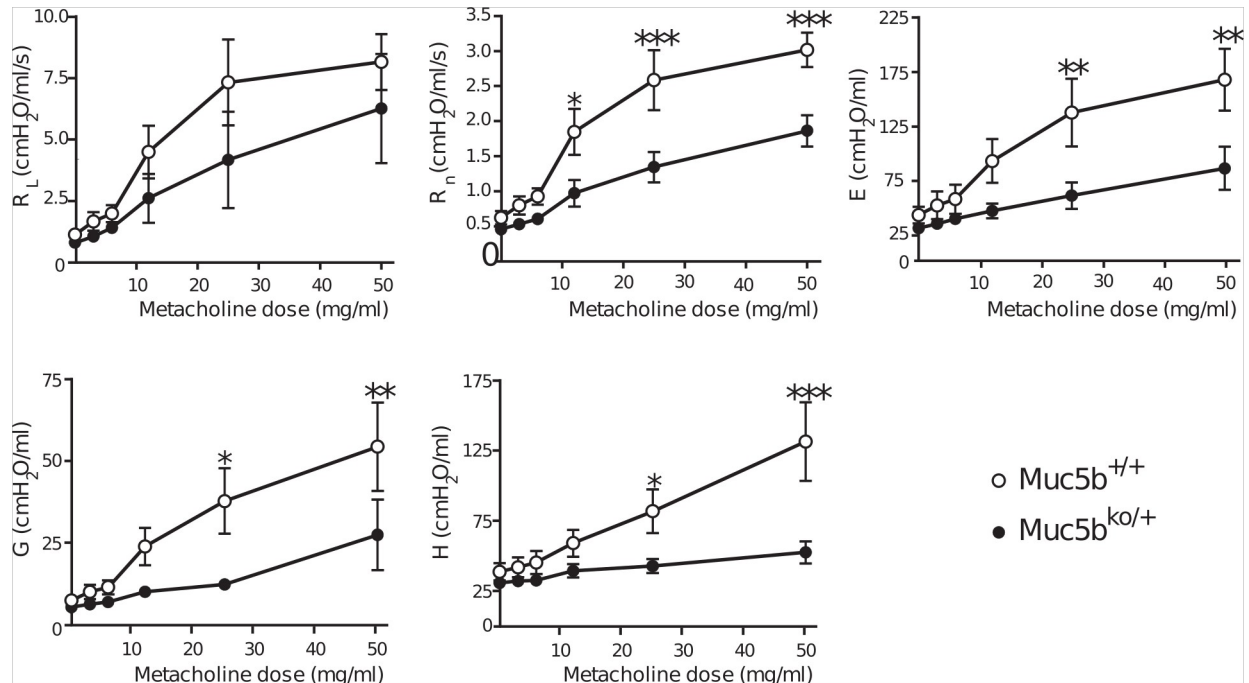 10.0
7.5
5.0
2.5
0
R_L (cmH2O/ml/s)
10 20 30 40 50
Metacholine dose (mg/ml)
3.5
3.0
2.5
2.0
1.5
1.0
0.5
0
R_n (cmH2O/ml/s)
* *** ***
10 20 30 40 50
Metacholine dose (mg/ml)
225
175
125
75
25
0
E (cmH2O/ml)
** **
10 20 30 40 50
Metacholine dose (mg/ml)
75
50
25
0
G (cmH2O/ml)
* **
10 20 30 40 50
Metacholine dose (mg/ml)
175
125
75
25
0
H (cmH2O/ml)
* ***
10 20 30 40 50
Metacholine dose (mg/ml)
Muc5b+/+
Muc5bko/+